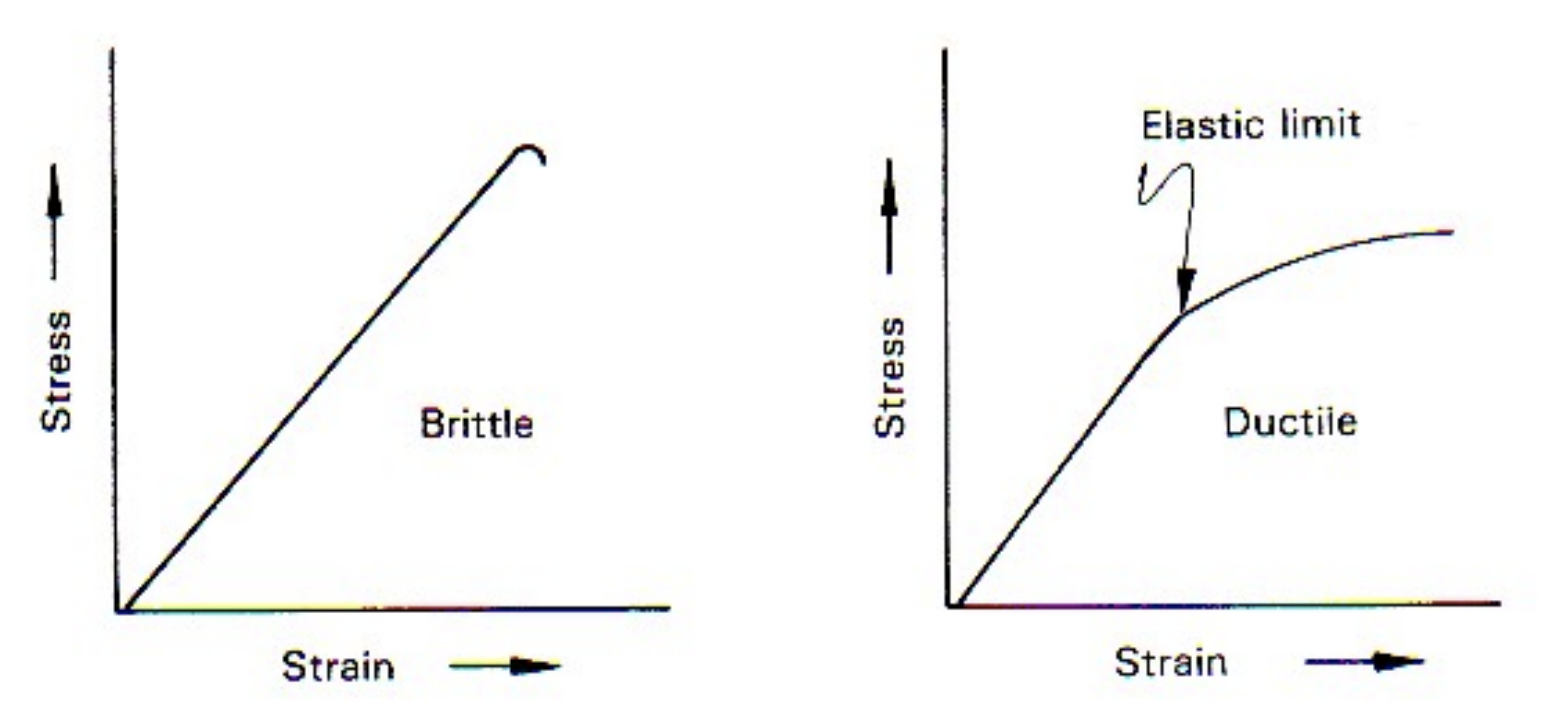 Stress
Brittle
Strain
Elastic limit
Stress
Ductile
Strain